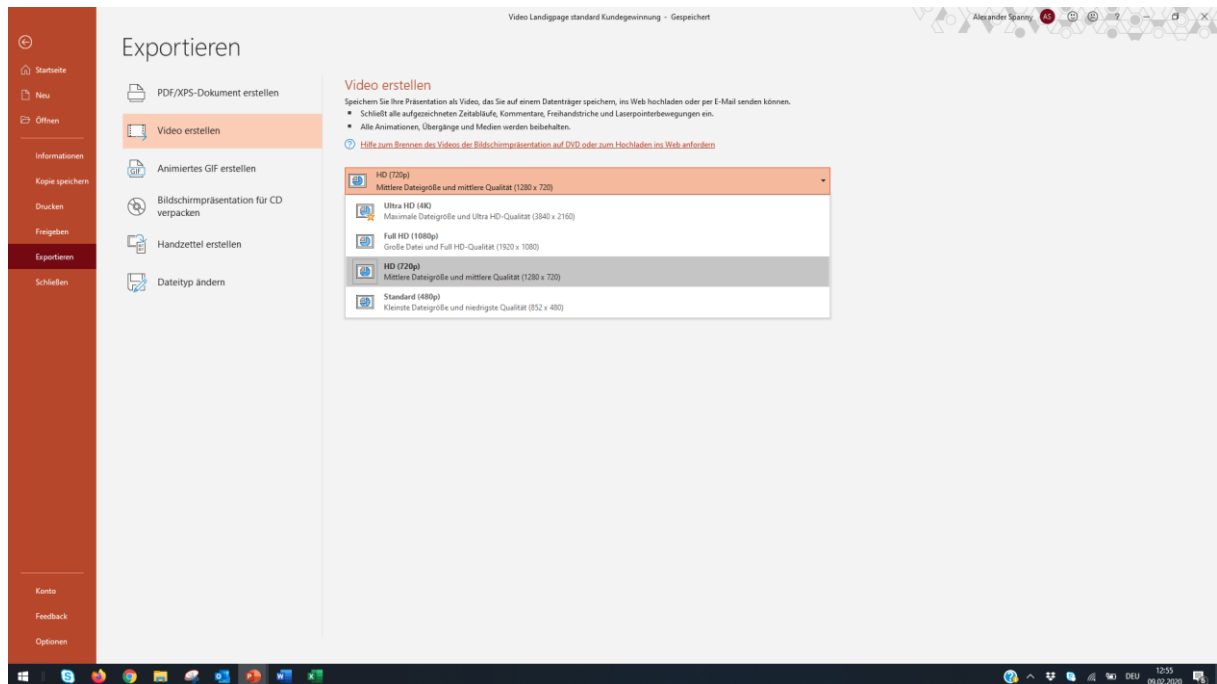 Video Landigpage standard Kundegewinnung - Gespeichert
Alexander Spanny
AS
?
Exportieren
Startseite
Neu
Öffnen
Informationen
Kopie speichern
Drucken
Freigeben
Exportieren
Schließen
Konto
Feedback
Optionen
PDF/XPS-Dokument erstellen
Video erstellen
GIF
Animiertes GIF erstellen
Bildschirmpräsentation für CD
verpacken
Handzettel erstellen
Dateityp ändern
Video erstellen
Speichern Sie Ihre Präsentation als Video, das Sie auf einem Datenträger speichern, ins Web hochladen oder per E-Mail senden können.
▪ Schließt alle aufgezeichneten Zeitabläufe, Kommentare, Freihandstriche und Laserpointerbewegungen ein.
▪ Alle Animationen, Übergänge und Medien werden beibehalten.
? Hilfe zum Brennen des Videos der Bildschirmpräsentation auf DVD oder zum Hochladen ins Web anfordern
HD (720p)
Mittlere Dateigröße und mittlere Qualität (1280 x 720)
Ultra HD (4K)
Maximale Dateigröße und Ultra HD-Qualität (3840 x 2160)
Full HD (1080p)
Große Datei und Full HD-Qualität (1920 x 1080)
HD (720p)
Mittlere Dateigröße und mittlere Qualität (1280 x 720)
Standard (480p)
Kleinste Dateigröße und niedrigste Qualität (852 x 480)
DEU
12:55
09.02.2020